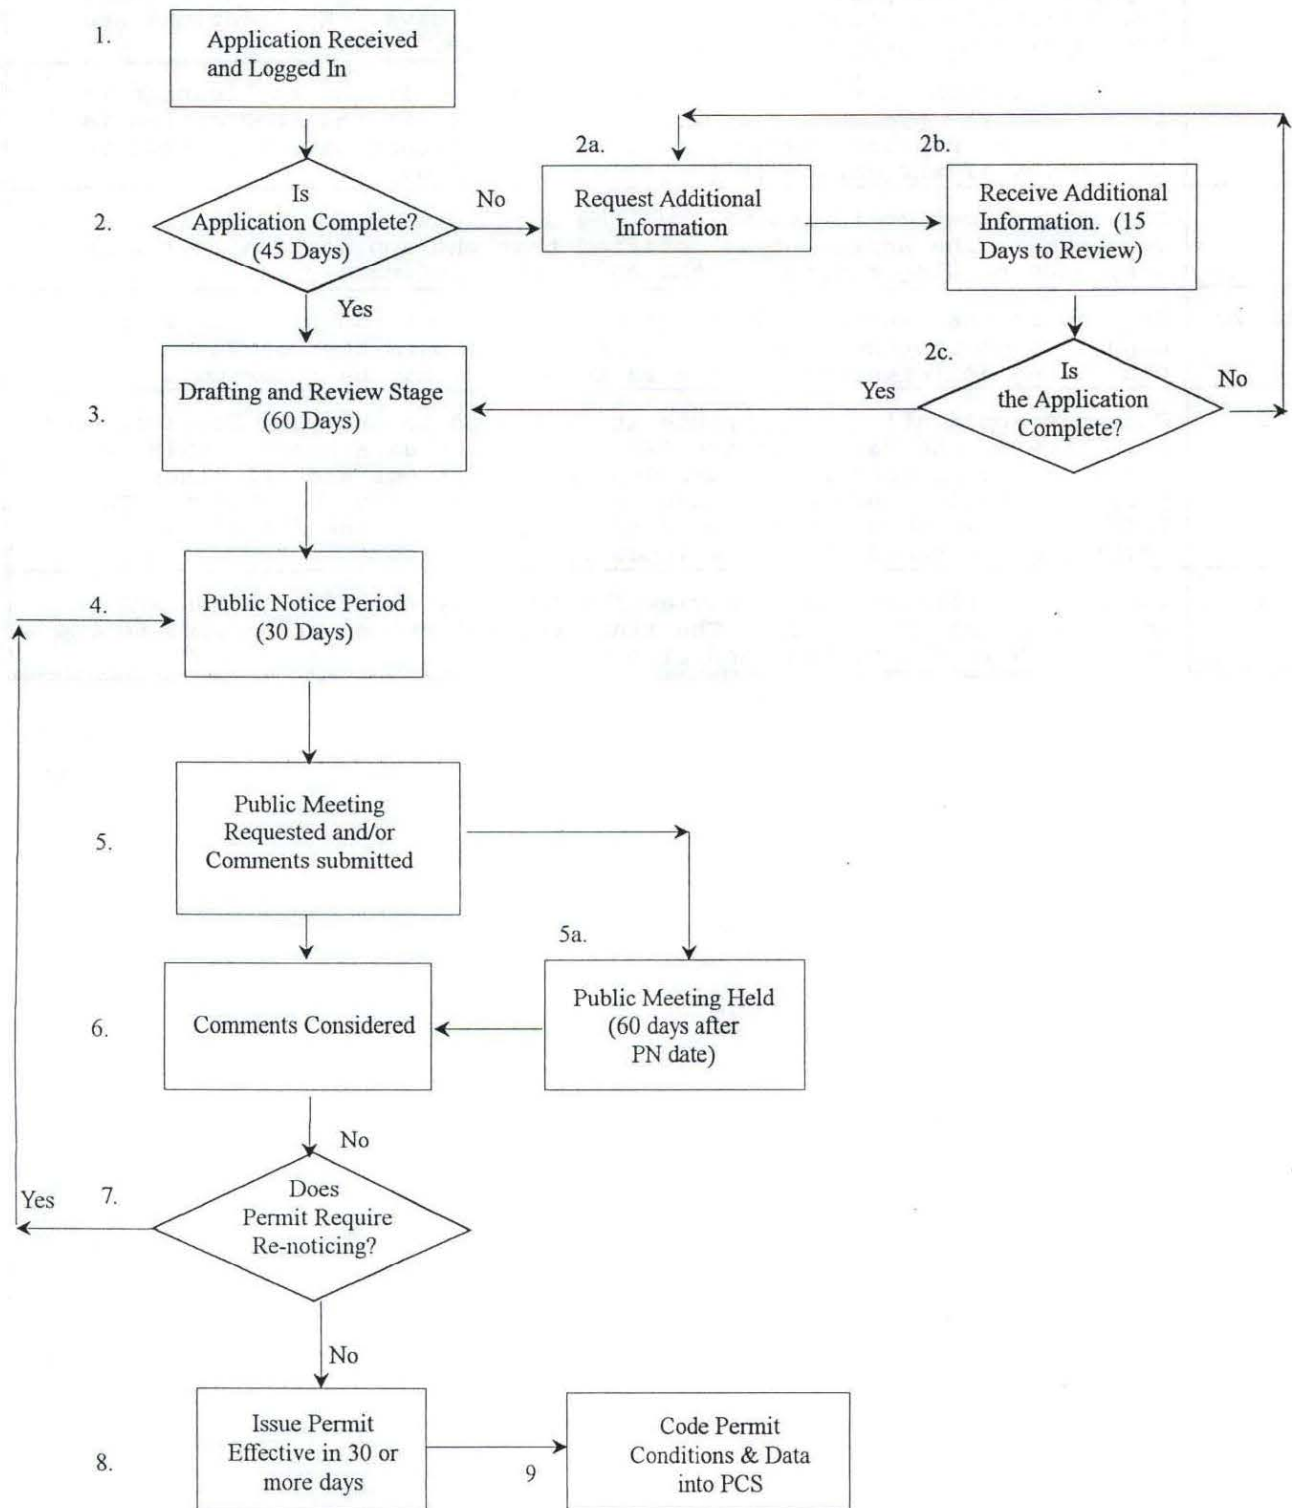 1.
Application Received
and Logged In
2.
Is
Application Complete?
(45 Days)
No
2a.
Request Additional
Information
2b.
Receive Additional
Information. (15
Days to Review)
2c.
Is
the Application
Complete?
No
Yes
Yes
3.
Drafting and Review Stage
(60 Days)
4.
Public Notice Period
(30 Days)
5.
Public Meeting
Requested and/or
Comments submitted
5a.
Public Meeting Held
(60 days after
PN date)
6.
Comments Considered
No
Yes
7.
Does
Permit Require
Re-noticing?
No
8.
Issue Permit
Effective in 30 or
more days
9
Code Permit
Conditions & Data
into PCS